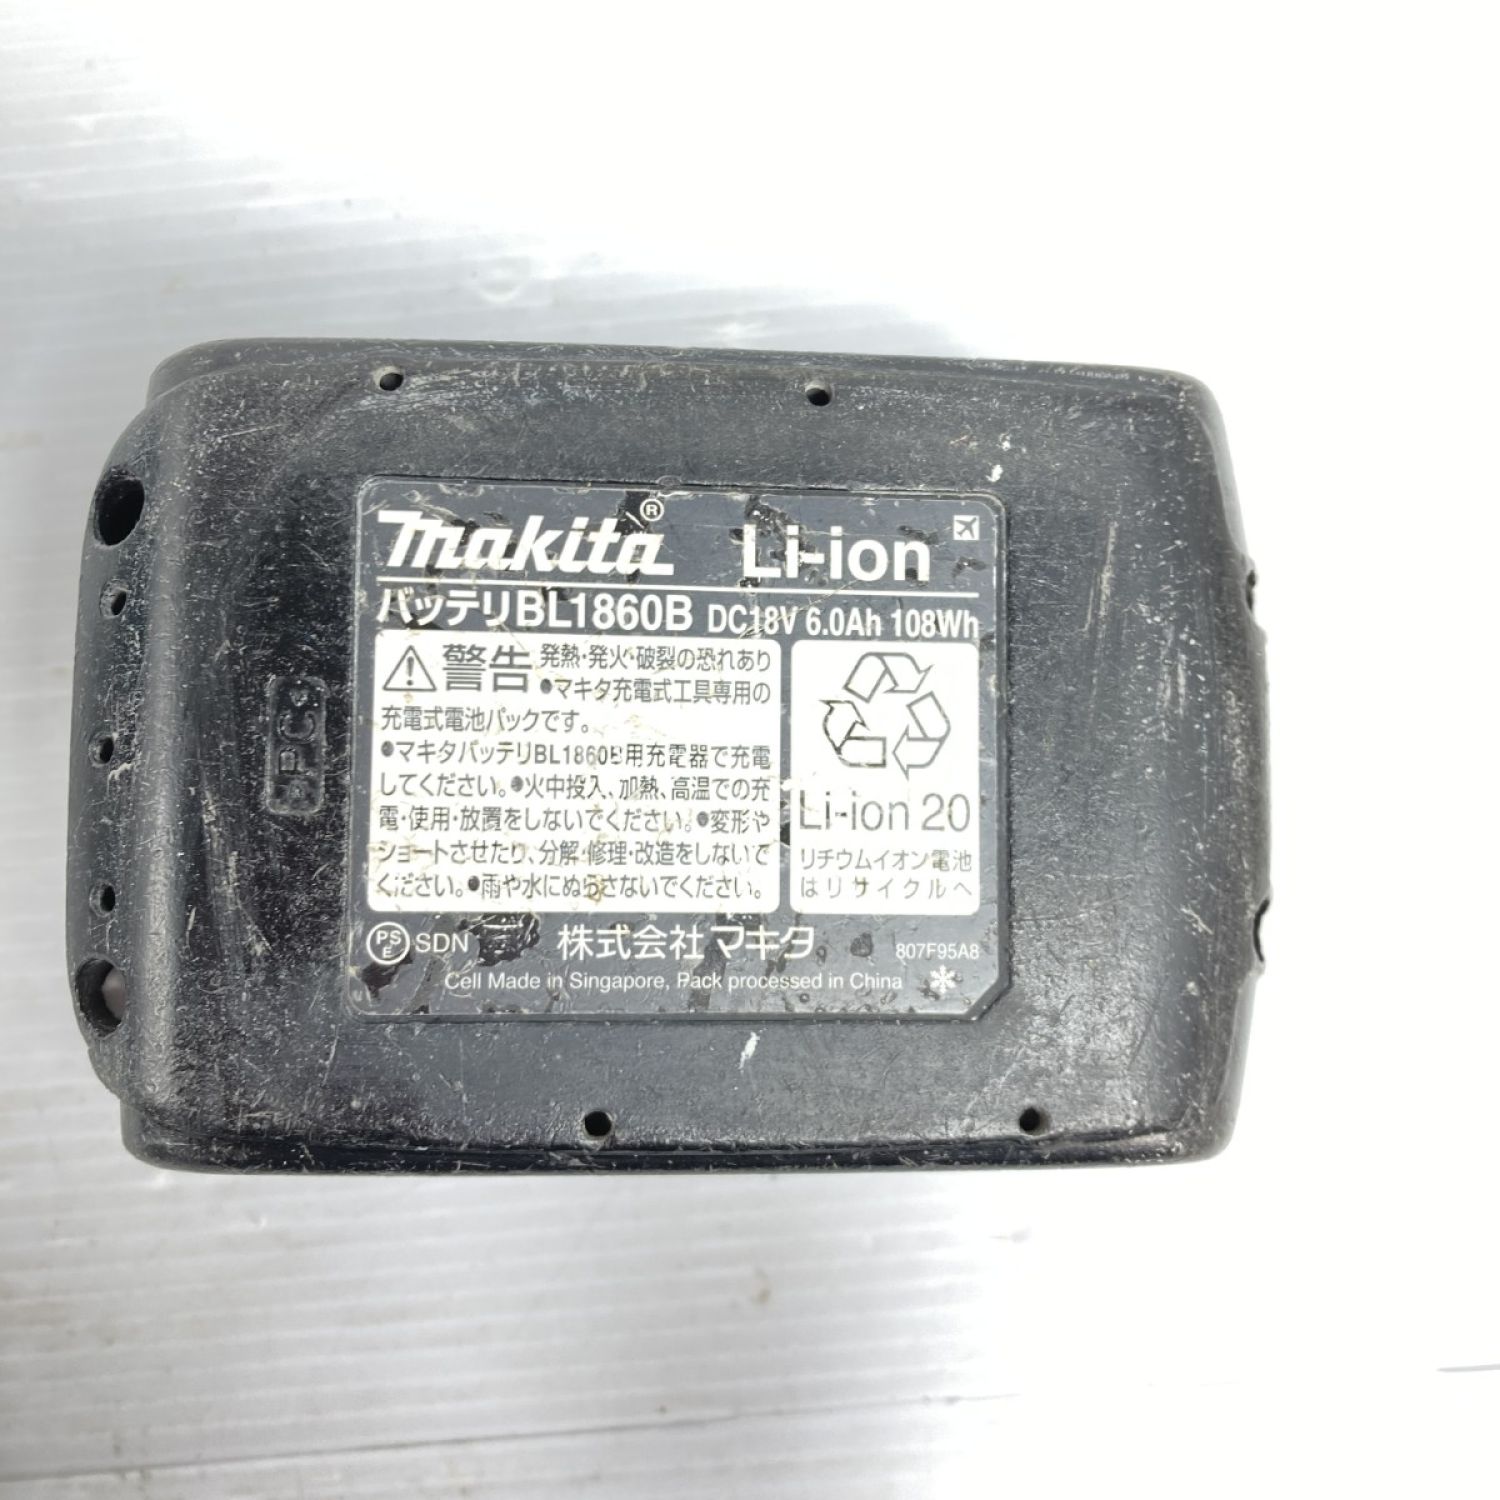 makita® Li-ion
バッテリBL1860B DC18V 6.0Ah 108Wh
警告 発熱・発火・破裂の恐れあり
●マキタ充電式工具専用の
充電式電池パックです。
●マキタバッテリBL1860B用充電器で充電
してください。●火中投入、加熱、高温での充
電・使用・放置をしないでください。●変形や
ショートさせたり、分解・修理・改造をしないで
ください。●雨や水にぬらさないでください。
Li-ion 20
リチウムイオン電池
はリサイクルへ
PSE SDN 株式会社マキタ 807F95A8
Cell Made in Singapore, Pack processed in China
>PC<